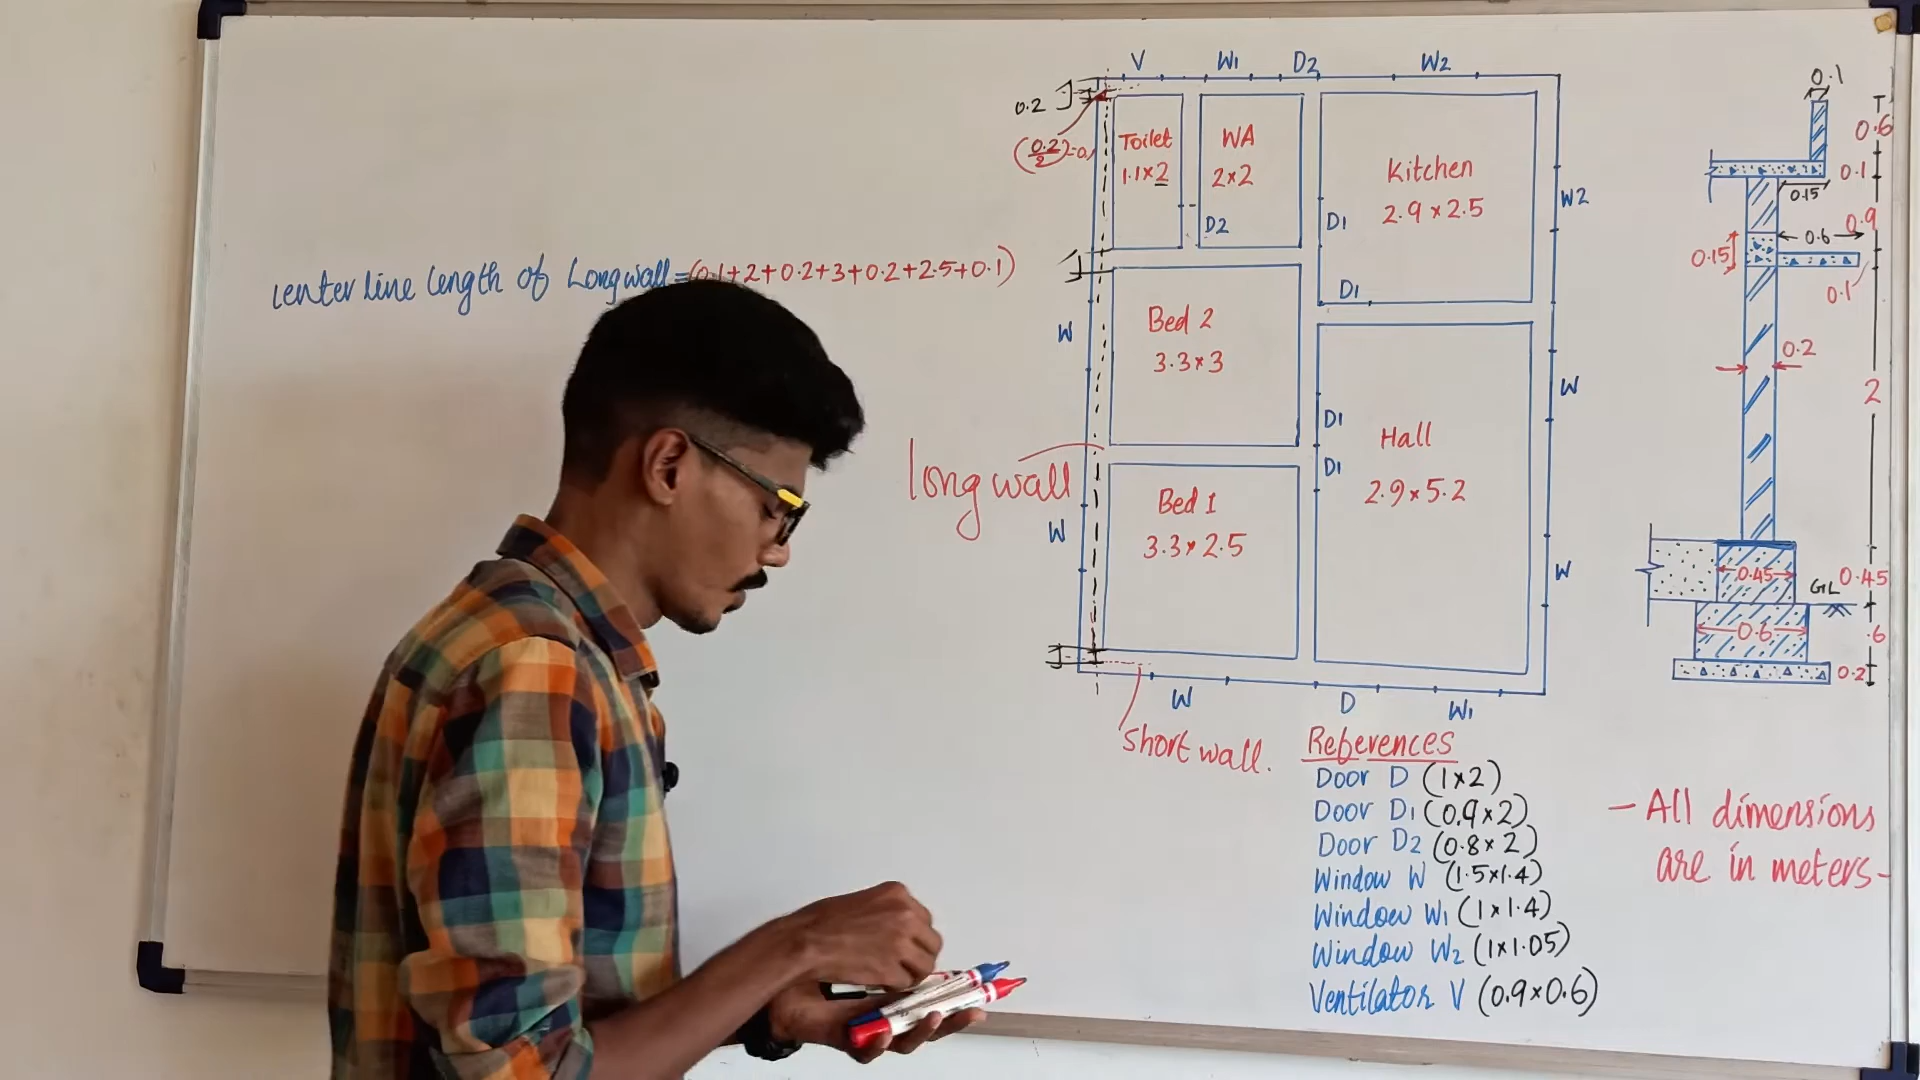 center line length of Longwall=(0.1+2+0.2+3+0.2+2.5+0.1)
V W1 D2 W2
0.2
(0.2/2)=0.
Toilet
1.1×2
WA
2×2
D2
Kitchen
2.9×2.5
D1
D1
W2
W
Bed 2
3.3×3
D1
W
long wall
Hall
2.9×5.2
D1
Bed 1
3.3×2.5
W
W
W D W1
Short wall.
0.1
0.6
0.1
0.15
0.9
0.6
0.15
0.1
0.2
2
0.45
GL
0.45
0.6
.6
0.2
References
Door D (1×2)
Door D1 (0.9×2)
Door D2 (0.8×2)
Window W (1.5×1.4)
Window W1 (1×1.4)
Window W2 (1×1.05)
Ventilator V (0.9×0.6)
- All dimensions
are in meters-